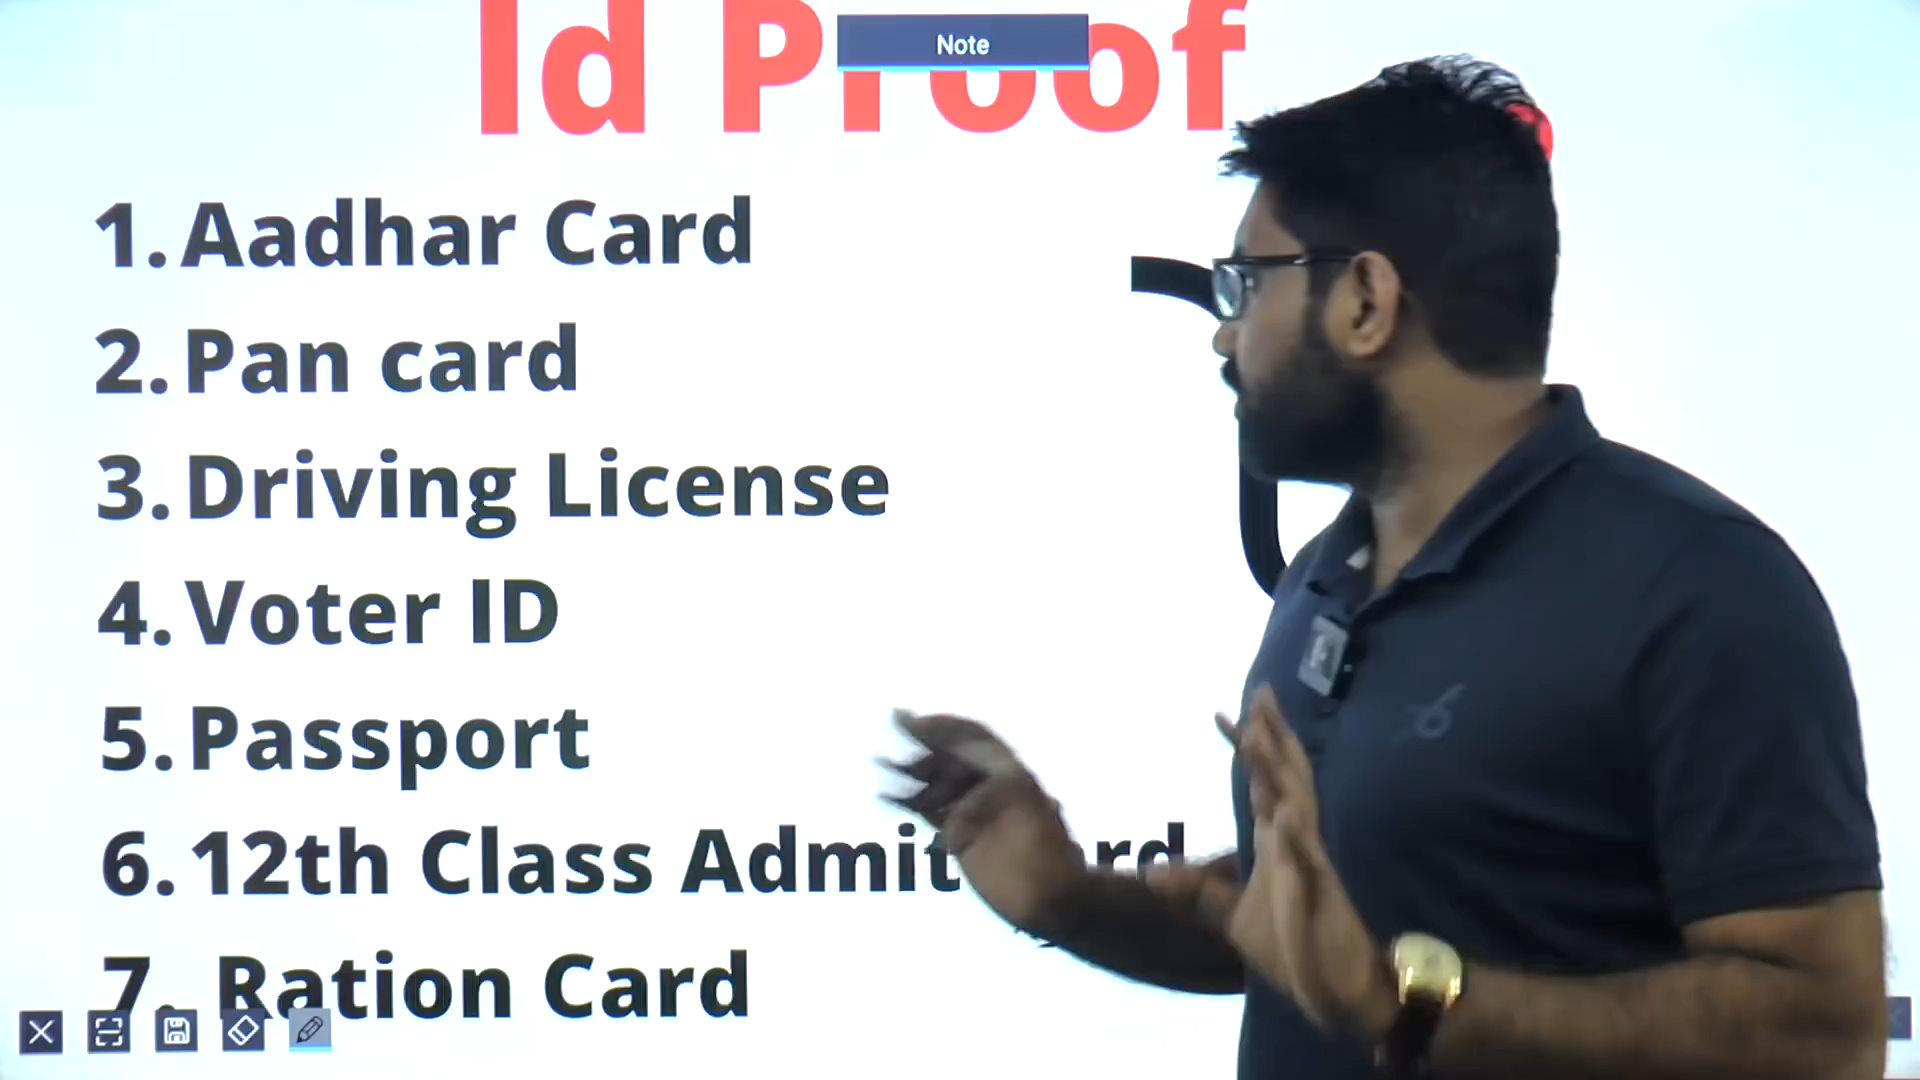 Id Proof
Note
1. Aadhar Card
2. Pan card
3. Driving License
4. Voter ID
5. Passport
6. 12th Class Admit
7. Ration Card